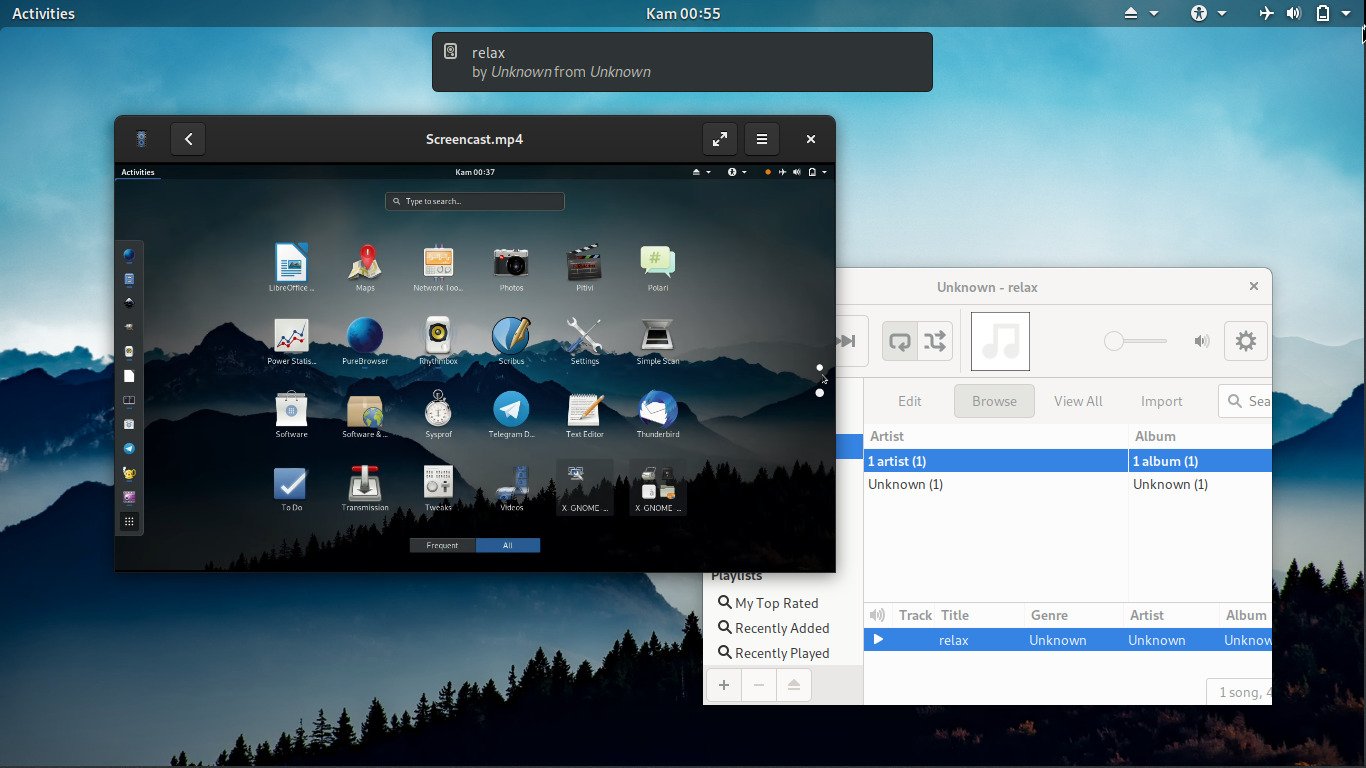 Activities
Kam 00:55
relax
by Unknown from Unknown
Screencast.mp4
Activities
Kam 00:37
Type to search...
LibreOffice ...
Maps
Network Too...
Photos
Pitivi
Polari
Power Statis...
PureBrowser
Rhythmbox
Scribus
Settings
Simple Scan
Software
Software & ...
Sysprof
Telegram D...
Text Editor
Thunderbird
To Do
Transmission
Tweaks
Videos
X-GNOME ...
X-GNOME ...
Frequent
All
Unknown - relax
Edit
Browse
View All
Import
Sea
Artist
Album
1 artist (1)
1 album (1)
Unknown (1)
Unknown (1)
Playlists
My Top Rated
Recently Added
Recently Played
Track
Title
Genre
Artist
Album
relax
Unknown
Unknown
Unknow
1 song, 4